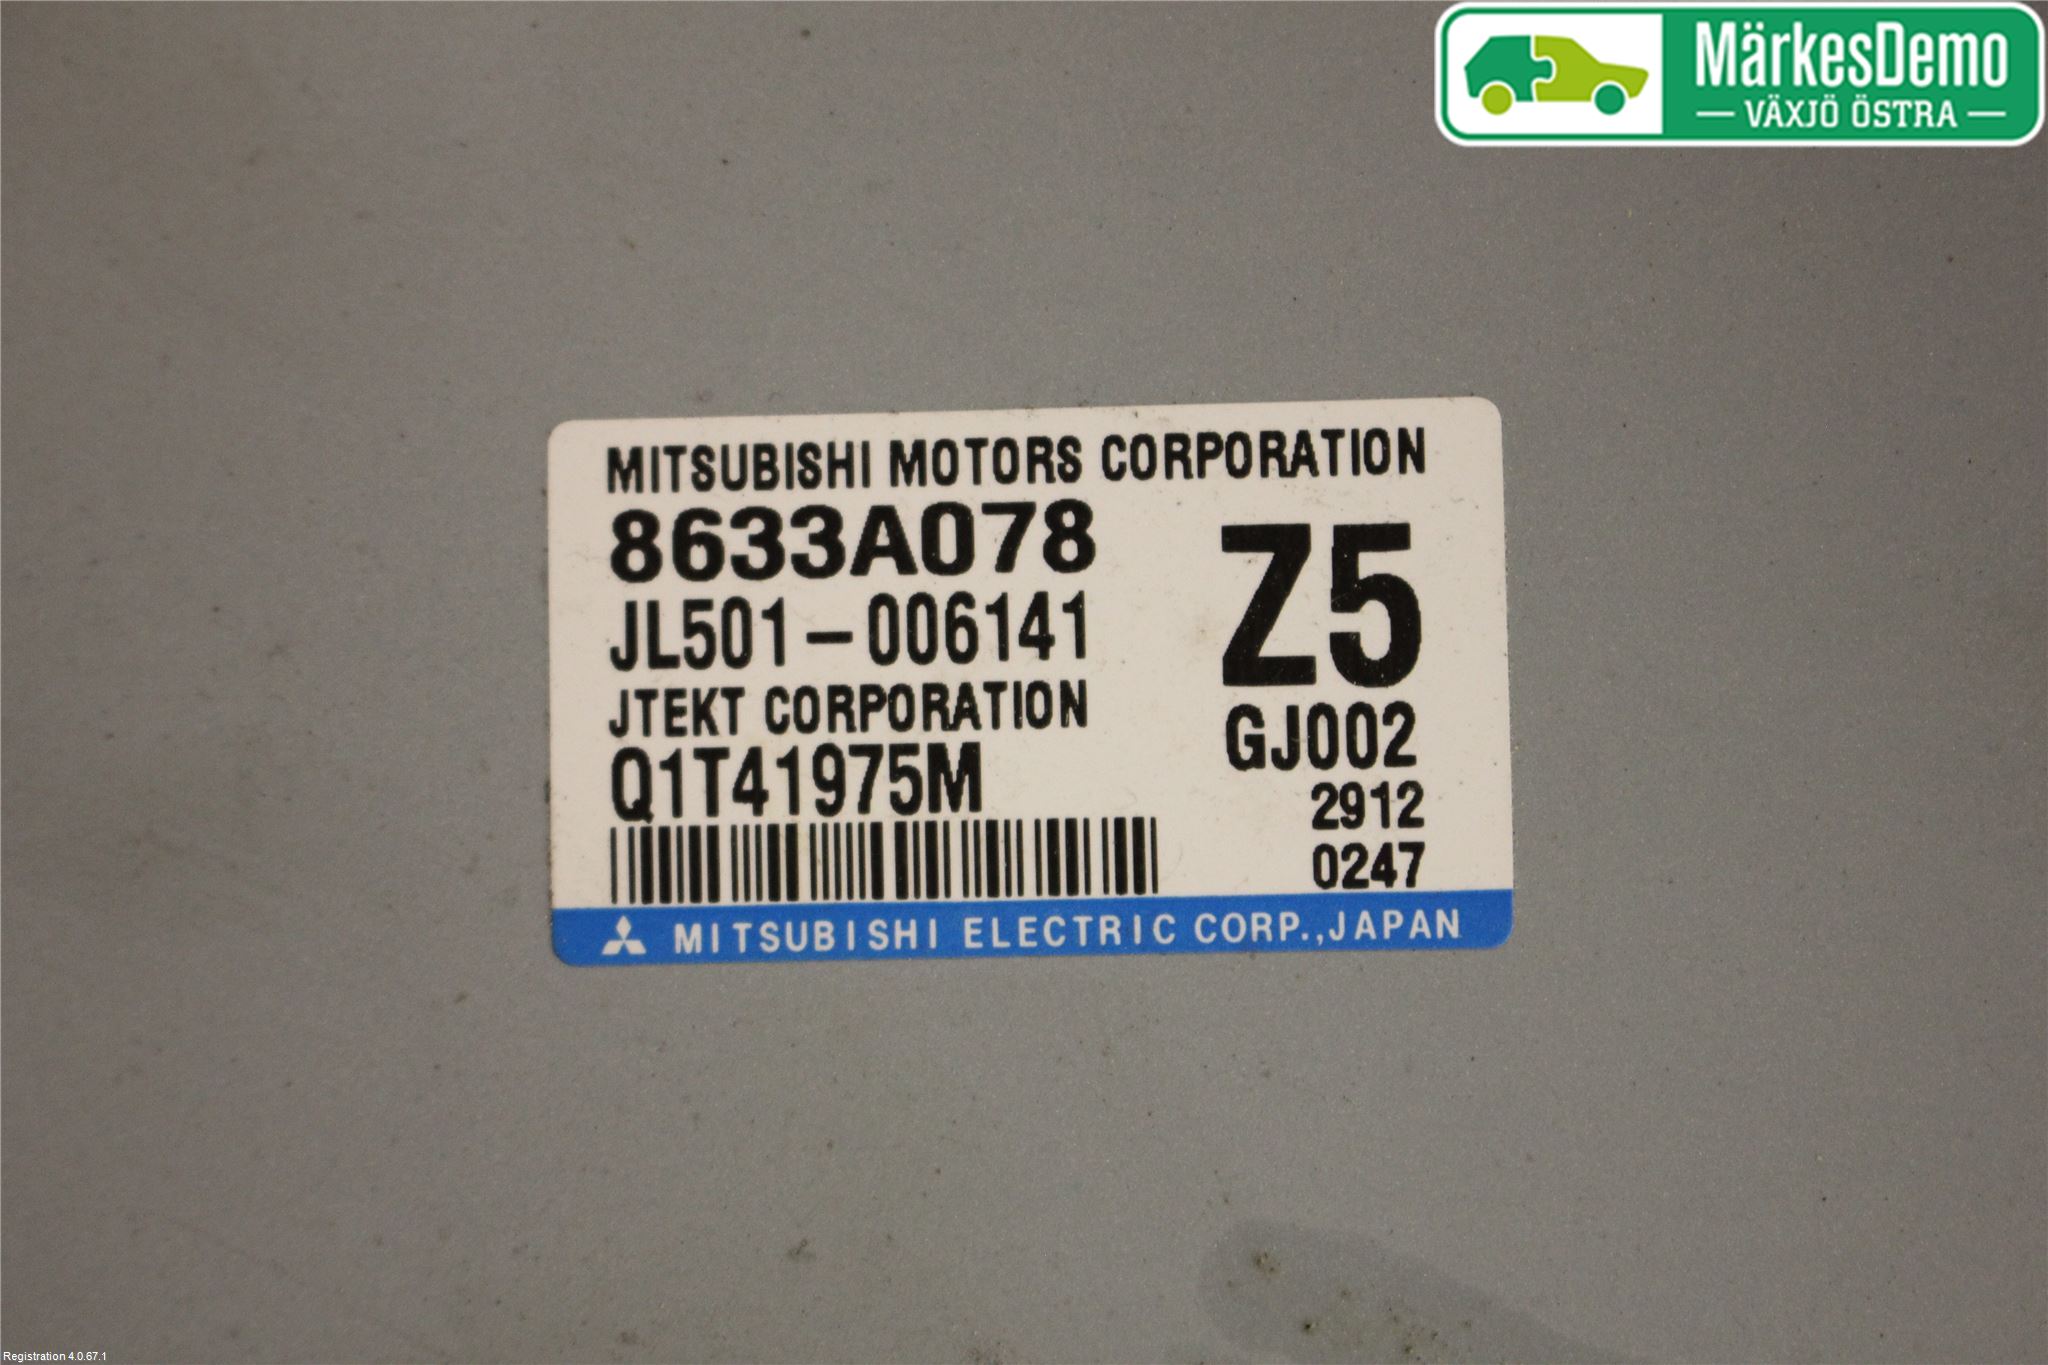 MärkesDemo
— VÄXJÖ ÖSTRA —
MITSUBISHI MOTORS CORPORATION
8633A078
Z5
JL501-006141
JTEKT CORPORATION
GJ002
Q1T41975M
2912
0247
MITSUBISHI ELECTRIC CORP.,JAPAN
Registration 4.0.67.1